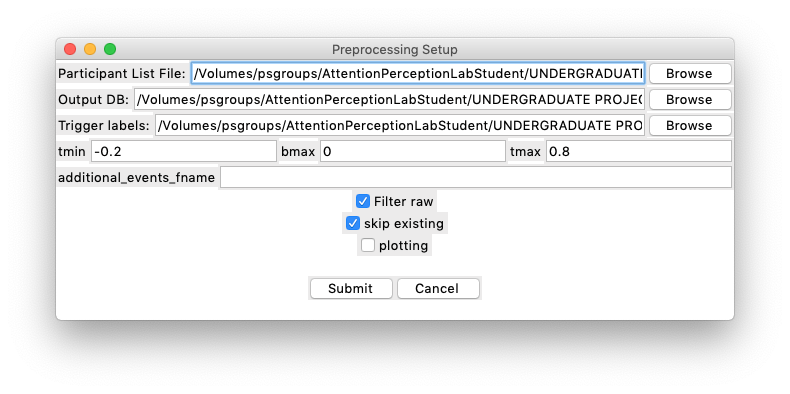 Preprocessing Setup
Participant List File: /Volumes/psgroups/AttentionPerceptionLabStudent/UNDERGRADUATI Browse
Output DB: /Volumes/psgroups/AttentionPerceptionLabStudent/UNDERGRADUATE PROJEC Browse
Trigger labels: /Volumes/psgroups/AttentionPerceptionLabStudent/UNDERGRADUATE PRO Browse
tmin -0.2 bmax 0 tmax 0.8
additional_events_fname
Filter raw
skip existing
plotting
Submit Cancel